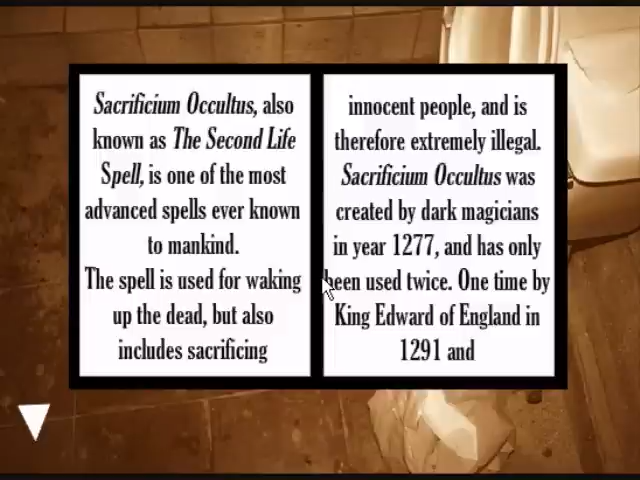 Sacrificium Occultus, also
known as The Second Life
Spell, is one of the most
advanced spells ever known
to mankind.
The spell is used for waking
up the dead, but also
includes sacrificing
innocent people, and is
therefore extremely illegal.
Sacrificium Occultus was
created by dark magicians
in year 1277, and has only
been used twice. One time by
King Edward of England in
1291 and